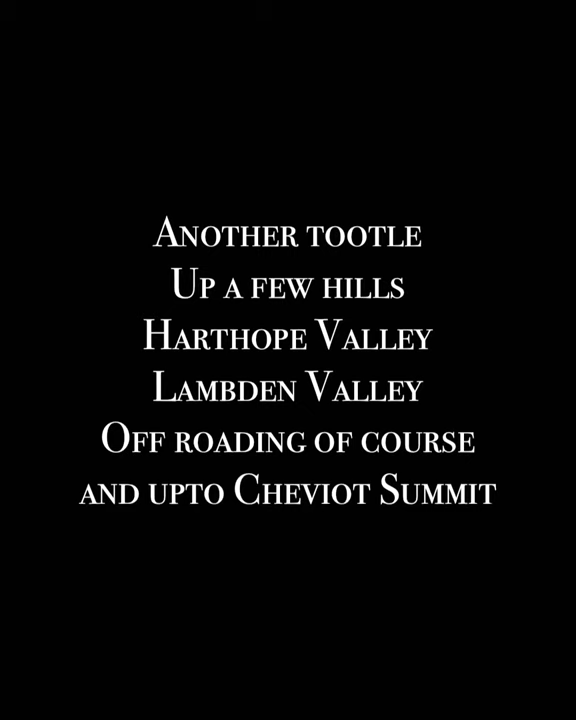 Another tootle
Up a few hills
Harthope Valley
Lambden Valley
Off roading of course
and upto Cheviot Summit